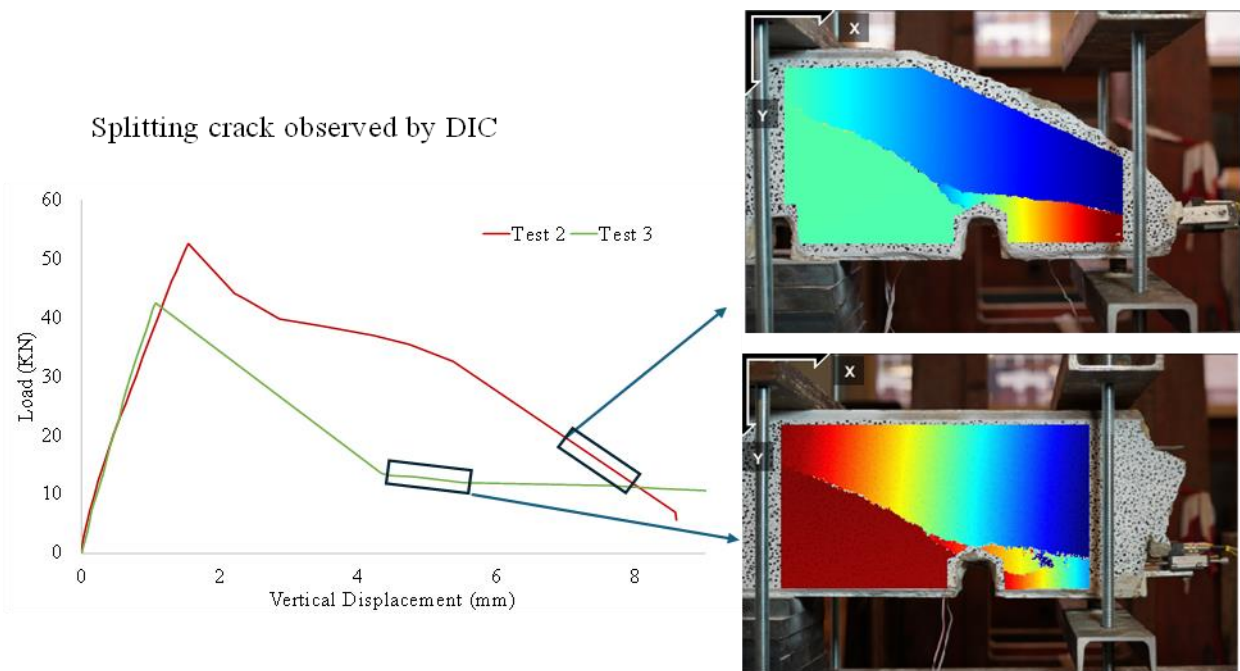 Splitting crack observed by DIC
60
50
40
30
20
10
0
Load (KN)
Test 2
Test 3
0 2 4 6 8
Vertical Displacement (mm)
X
Y
X
Y